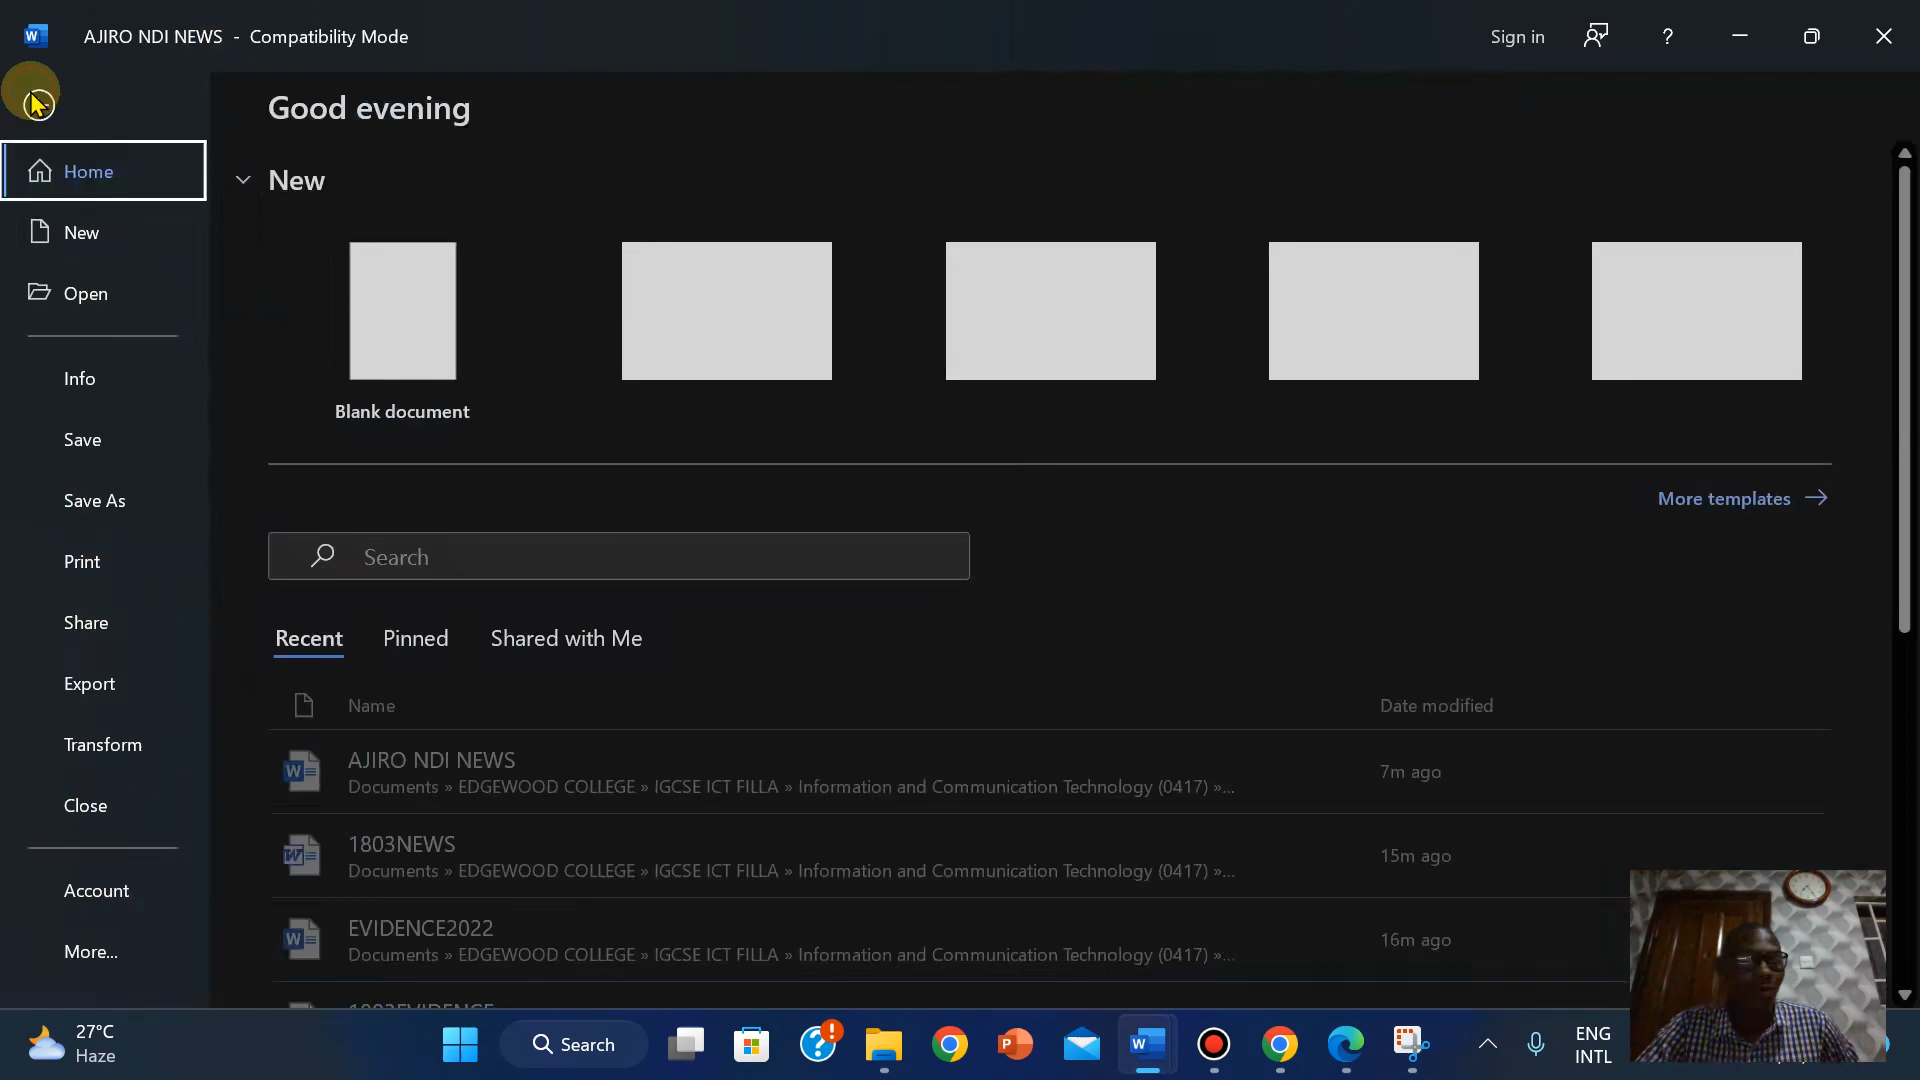 AJIRO NDI NEWS - Compatibility Mode
Sign in
?
Good evening
Home
New
New
Open
Blank document
Info
Save
Save As
More templates
Search
Print
Share
Recent Pinned Shared with Me
Export
Name Date modified
Transform
AJIRO NDI NEWS
Documents » EDGEWOOD COLLEGE » IGCSE ICT FILLA » Information and Communication Technology (0417) »...
7m ago
Close
1803NEWS
Documents » EDGEWOOD COLLEGE » IGCSE ICT FILLA » Information and Communication Technology (0417) »...
15m ago
Account
EVIDENCE2022
Documents » EDGEWOOD COLLEGE » IGCSE ICT FILLA » Information and Communication Technology (0417) »...
16m ago
More...
27°C
Haze
Search
ENG
INTL